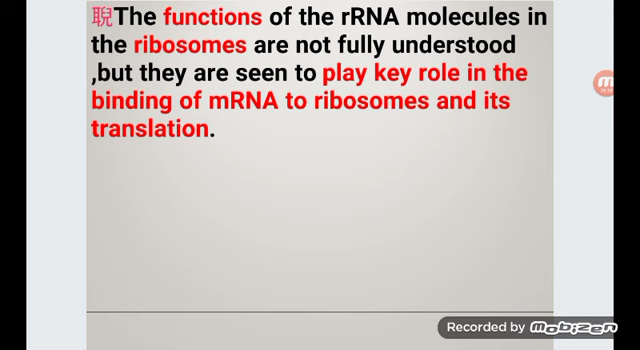 聣The functions of the rRNA molecules in
the ribosomes are not fully understood
,but they are seen to play key role in the
binding of mRNA to ribosomes and its
translation.
Recorded by Mobizen